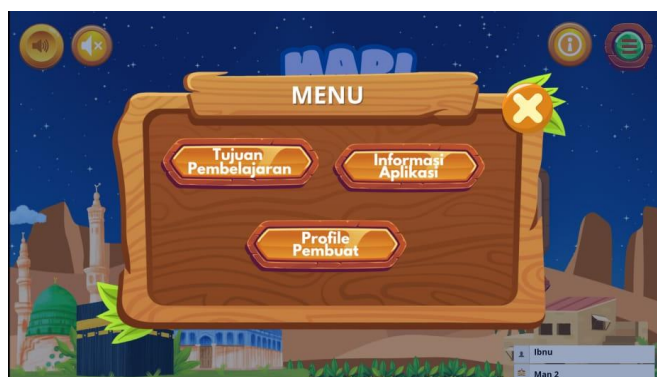 MENU
Tujuan
Pembelajaran
Informasi
Aplikasi
Profile
Pembuat
Ibnu
Man 2